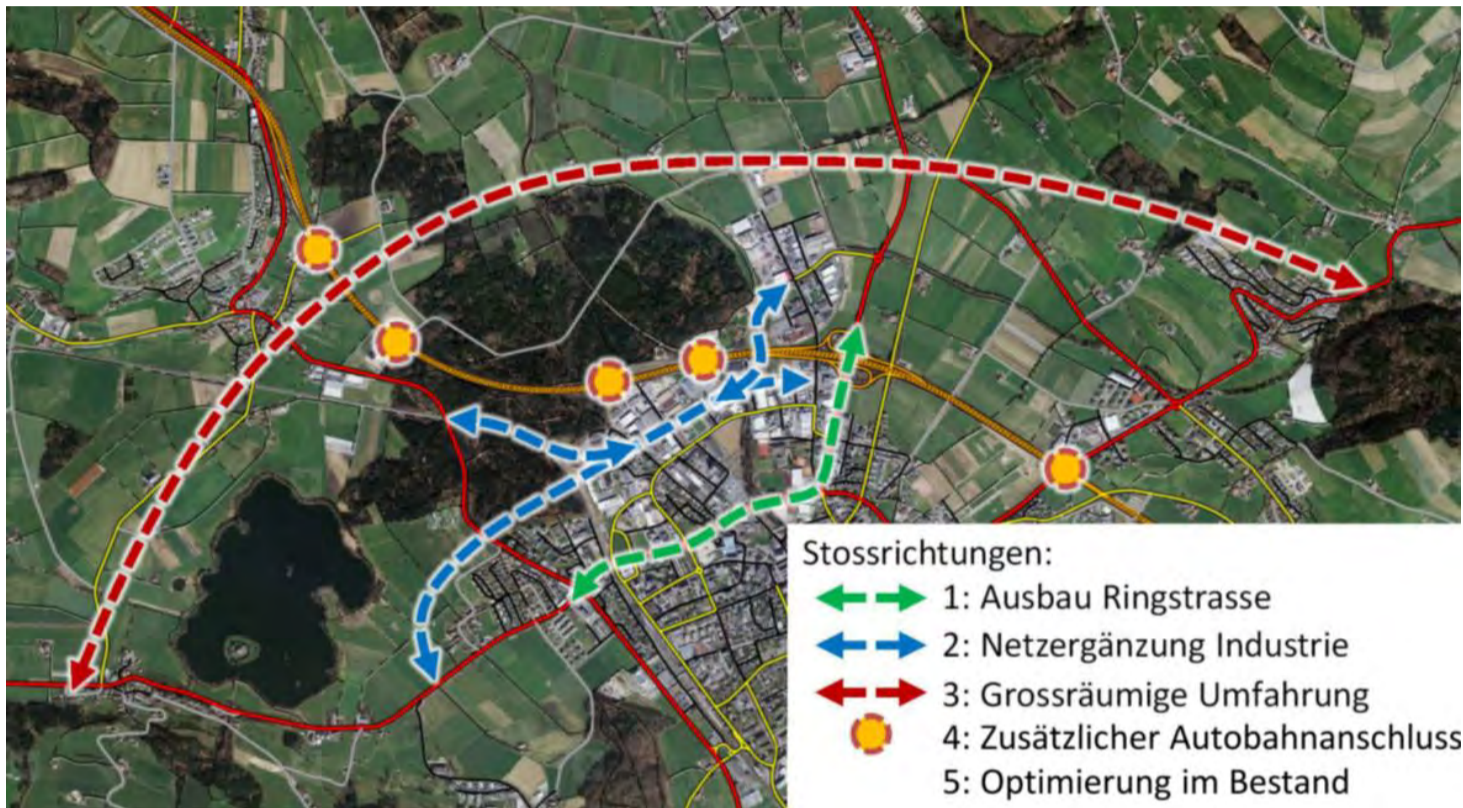 Stossrichtungen:
1: Ausbau Ringstrasse
2: Netzergänzung Industrie
3: Grossräumige Umfahrung
4: Zusätzlicher Autobahnanschluss
5: Optimierung im Bestand